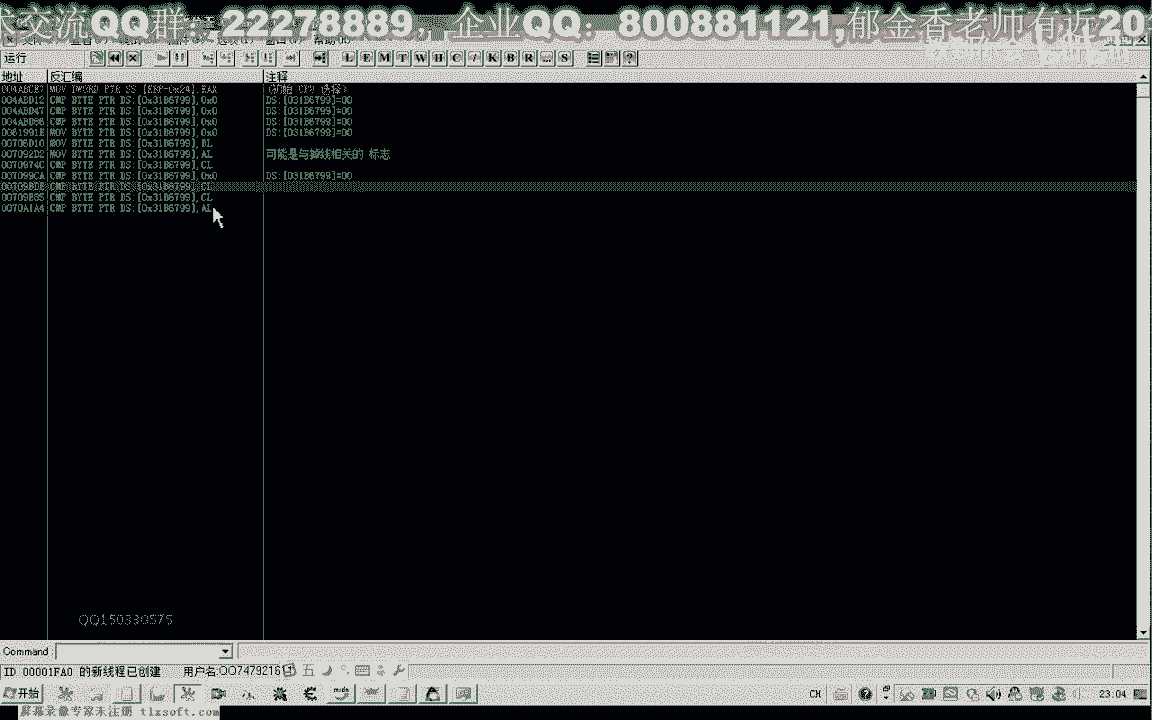 术交流QQ群：22278889，企业QQ：800881121,郁金香老师有近20年
运行
L E M T W H C / K B R ... S
地址 反汇编 注释
004ABCE7 MOV DWORD PTR SS:[EBP-0x24],EAX (初始 CPU 选择)
004ABD12 CMP BYTE PTR DS:[0x31B6799],0x0 DS:[031B6799]=00
004ABD47 CMP BYTE PTR DS:[0x31B6799],0x0 DS:[031B6799]=00
004ABD86 CMP BYTE PTR DS:[0x31B6799],0x0 DS:[031B6799]=00
0061991E MOV BYTE PTR DS:[0x31B6799],0x0 DS:[031B6799]=00
00706D10 MOV BYTE PTR DS:[0x31B6799],BL
007092D2 MOV BYTE PTR DS:[0x31B6799],AL 可能是与掉线相关的 标志
0070974C CMP BYTE PTR DS:[0x31B6799],CL
007099CA CMP BYTE PTR DS:[0x31B6799],0x0 DS:[031B6799]=00
00709BDE CMP BYTE PTR DS:[0x31B6799],CL
00709E85 CMP BYTE PTR DS:[0x31B6799],CL
0070A1A4 CMP BYTE PTR DS:[0x31B6799],AL
QQ150330575
Command
ID 00001FA0 的新线程已创建 用户名:QQ74792161
开始 CH 23:04
屏幕录像专家未注册 tlxsoft.com